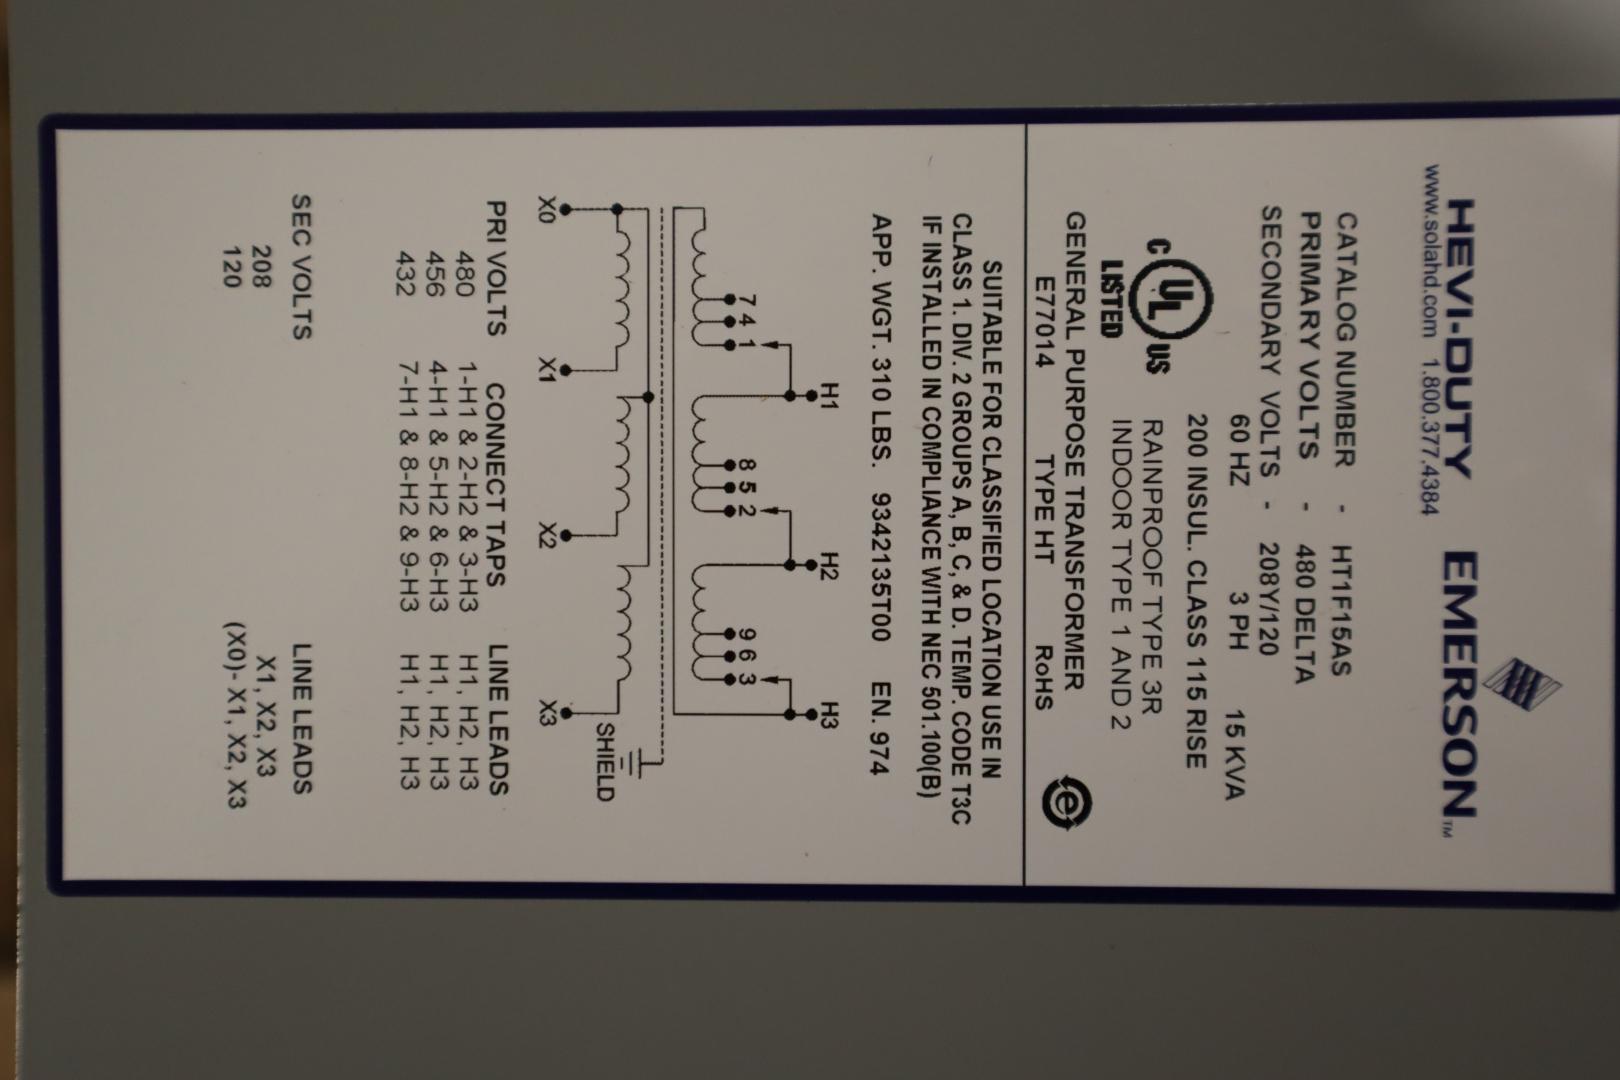 HEVI-DUTY EMERSON™
www.solahd.com 1.800.377.4384
CATALOG NUMBER - HT1F15AS
PRIMARY VOLTS - 480 DELTA
SECONDARY VOLTS - 208Y/120
60 HZ 3 PH 15 KVA
200 INSUL. CLASS 115 RISE
C UL US
LISTED
RAINPROOF TYPE 3R
INDOOR TYPE 1 AND 2
GENERAL PURPOSE TRANSFORMER
E77014 TYPE HT RoHS
e
SUITABLE FOR CLASSIFIED LOCATION USE IN
CLASS 1. DIV. 2 GROUPS A, B, C, & D. TEMP. CODE T3C
IF INSTALLED IN COMPLIANCE WITH NEC 501.100(B)
APP. WGT. 310 LBS. 9342135T00 EN. 974
H1 H2 H3
7 4 1 8 5 2 9 6 3
SHIELD
X0 X1 X2 X3
PRI VOLTS CONNECT TAPS LINE LEADS
480 1-H1 & 2-H2 & 3-H3 H1, H2, H3
456 4-H1 & 5-H2 & 6-H3 H1, H2, H3
432 7-H1 & 8-H2 & 9-H3 H1, H2, H3
SEC VOLTS LINE LEADS
208 X1, X2, X3
120 (X0)- X1, X2, X3